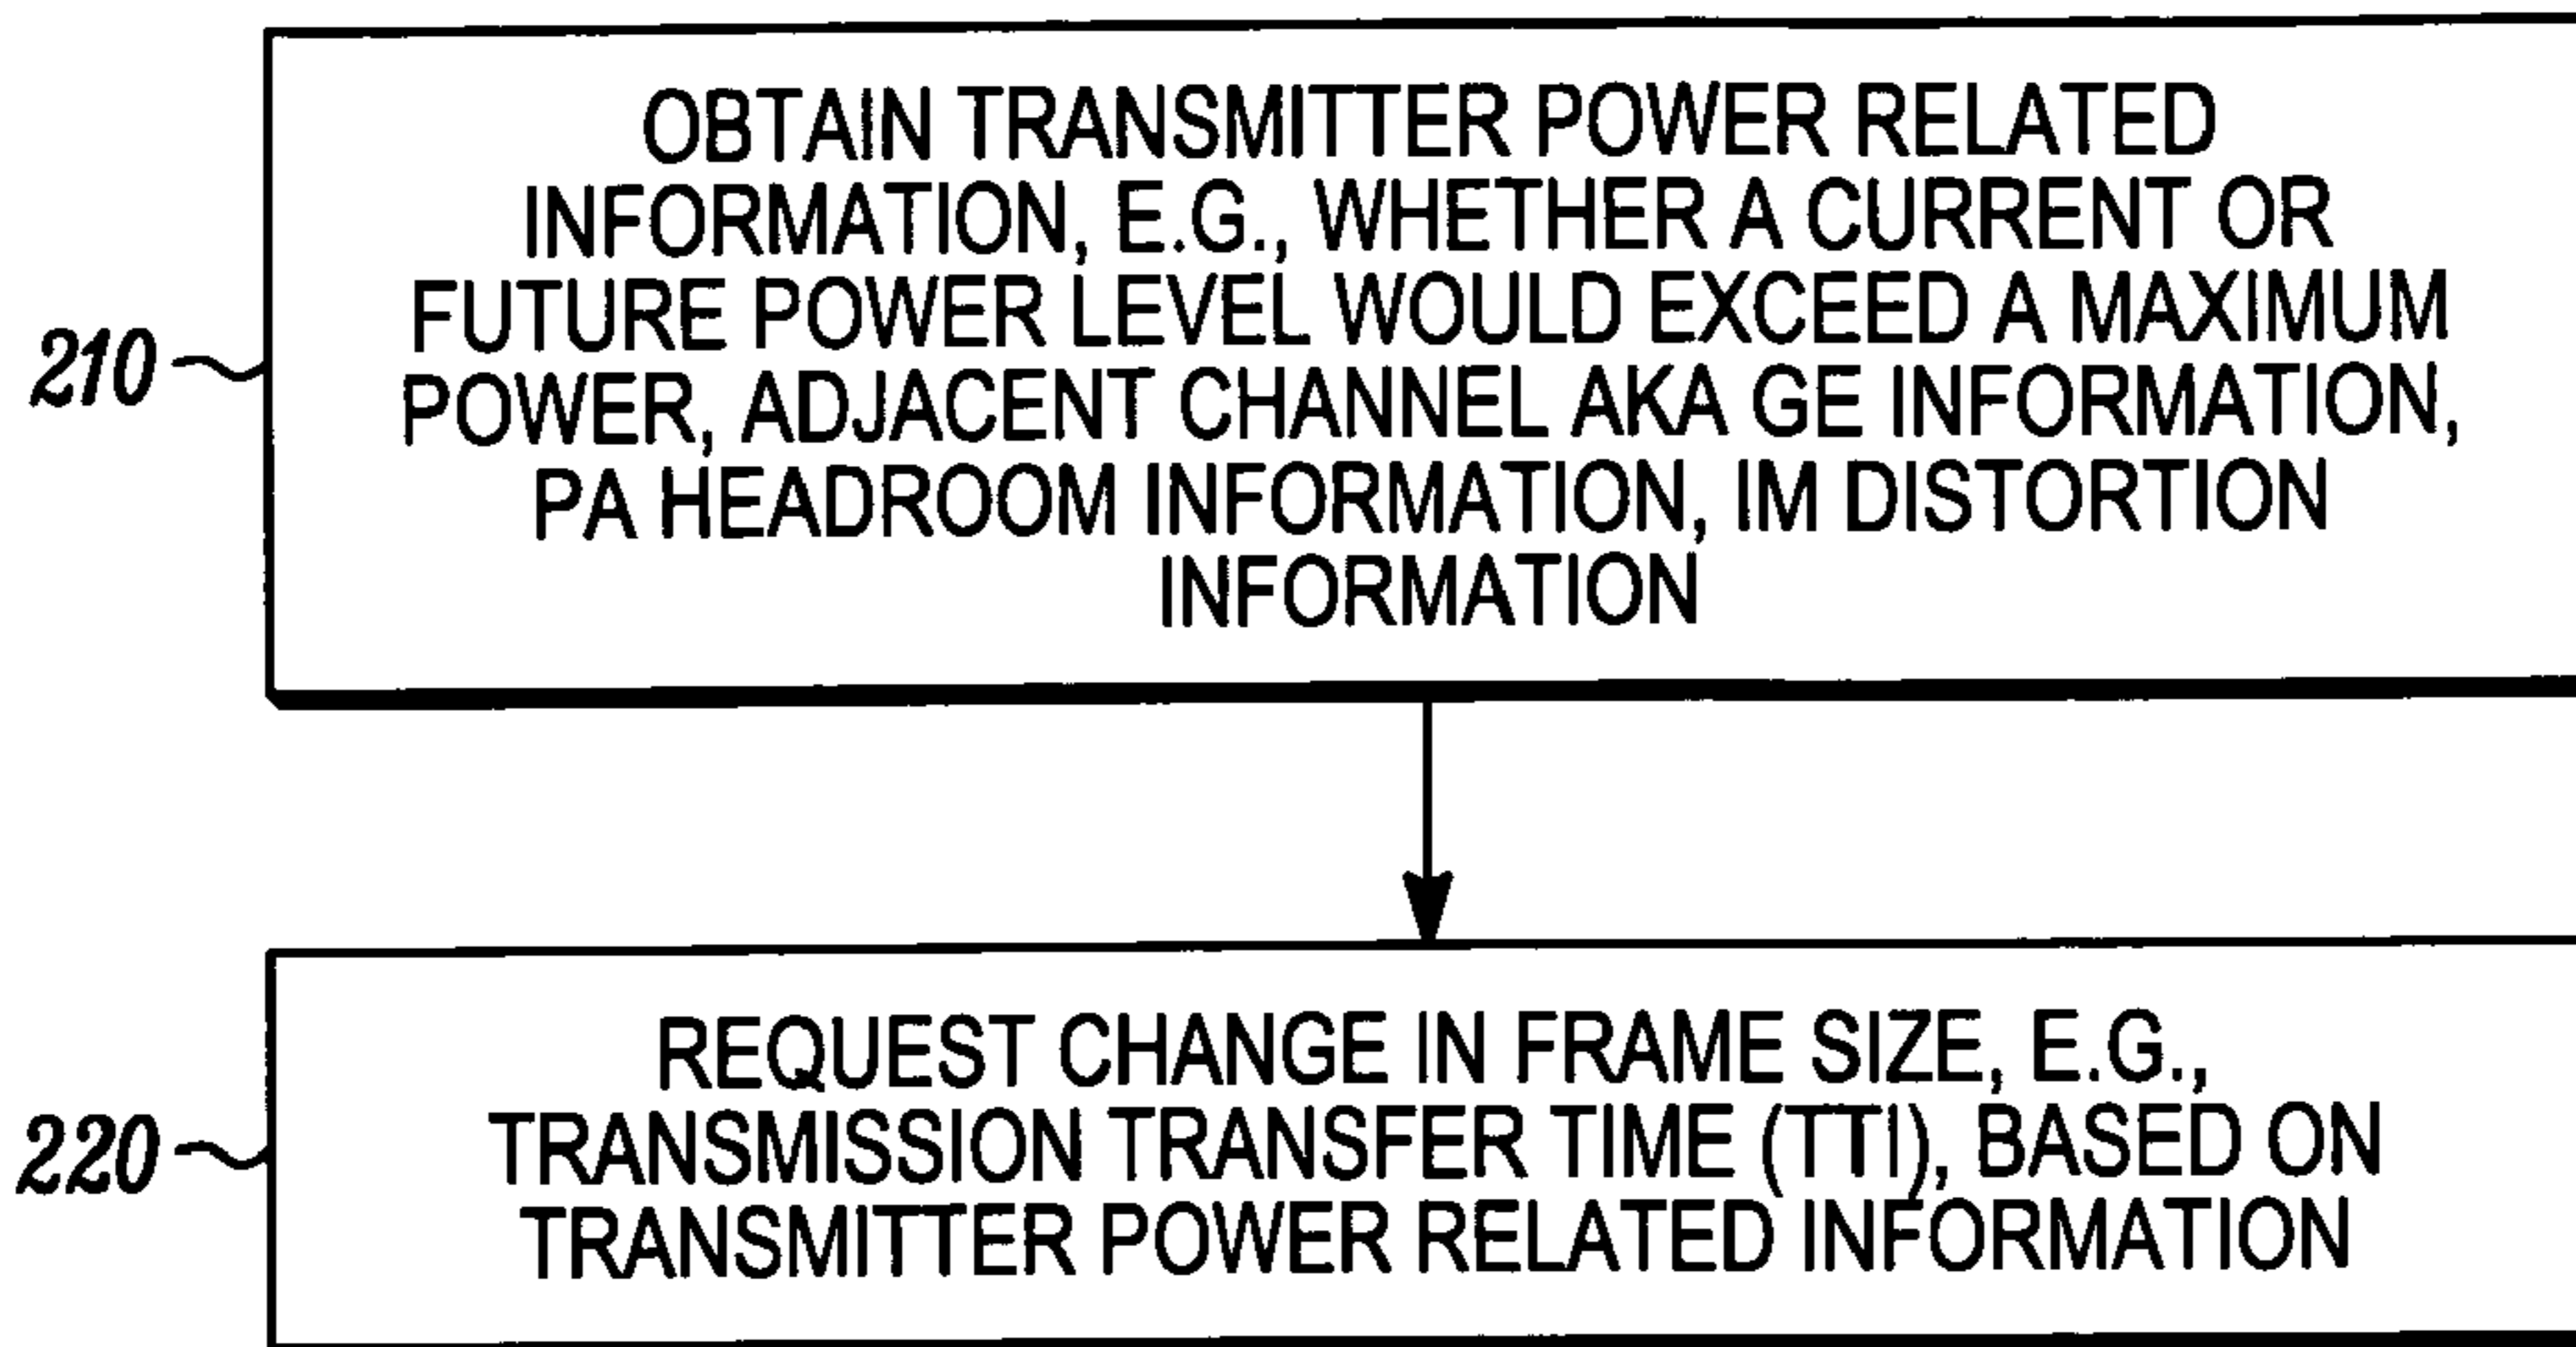 OBTAIN TRANSMITTER POWER RELATED
INFORMATION, E.G., WHETHER A CURRENT OR
FUTURE POWER LEVEL WOULD EXCEED A MAXIMUM
210
POWER, ADJACENT CHANNEL AKA GE INFORMATION,
PA HEADROOM INFORMATION, IM DISTORTION
INFORMATION
REQUEST CHANGE IN FRAME SIZE, E.G.,
220
TRANSMISSION TRANSFER TIME (TTI), BASED ON
TRANSMITTER POWER RELATED INFORMATION